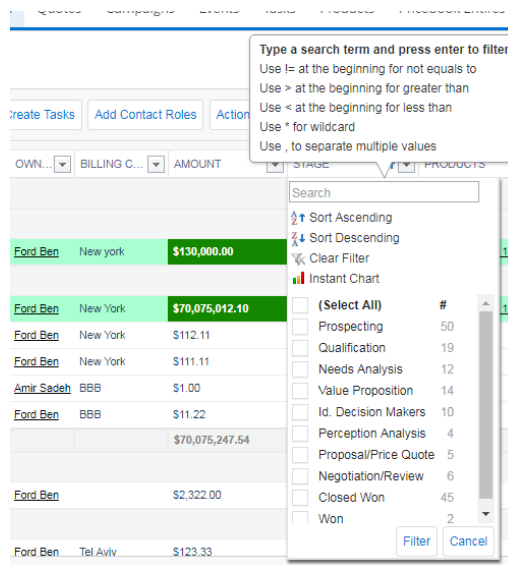 Quotes Campaigns Events Tasks Products Pricebook Entires
Type a search term and press enter to filter
Use != at the beginning for not equals to
Use > at the beginning for greater than
Use < at the beginning for less than
Use * for wildcard
Use , to separate multiple values
Create Tasks Add Contact Roles Action
OWN... BILLING C... AMOUNT STAGE PRODUCTS
Search
Sort Ascending
Sort Descending
Clear Filter
Instant Chart
(Select All) #
Prospecting 50
Qualification 19
Needs Analysis 12
Value Proposition 14
Id. Decision Makers 10
Perception Analysis 4
Proposal/Price Quote 5
Negotiation/Review 6
Closed Won 45
Won 2
Filter Cancel
Ford Ben New york $130,000.00
Ford Ben New York $70,075,012.10
Ford Ben New York $112.11
Ford Ben New York $111.11
Amir Sadeh BBB $1.00
Ford Ben BBB $11.22
$70,075,247.54
Ford Ben $2,322.00
Ford Ben Tel Aviv $123.33